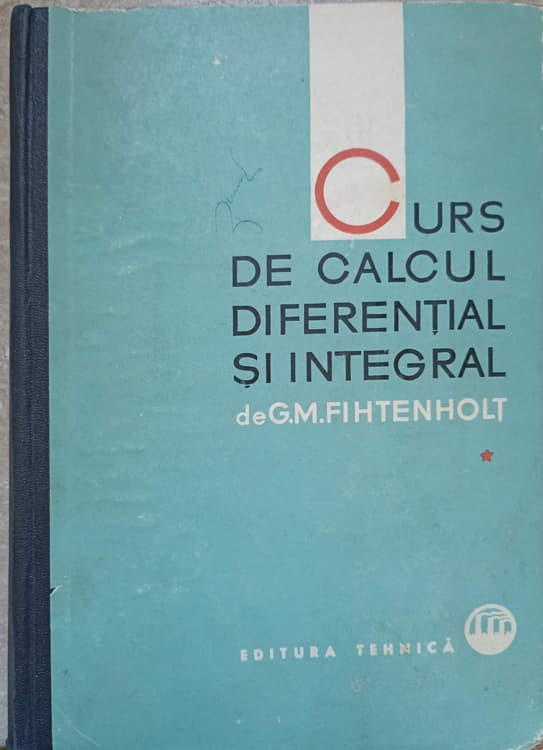 CURS
DE CALCUL
DIFERENȚIAL
ȘI INTEGRAL
de G.M. FIHTENHOLȚ
EDITURA TEHNICĂ